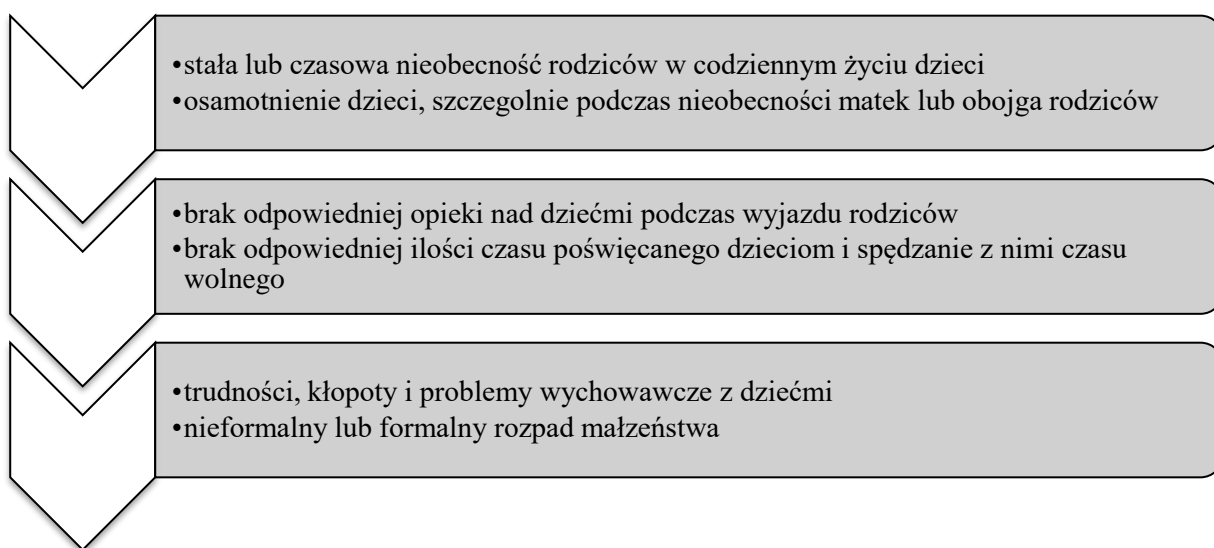 •stała lub czasowa nieobecność rodziców w codziennym życiu dzieci
•osamotnienie dzieci, szczegolnie podczas nieobecności matek lub obojga rodziców
•brak odpowiedniej opieki nad dziećmi podczas wyjazdu rodziców
•brak odpowiedniej ilości czasu poświęcanego dzieciom i spędzanie z nimi czasu
wolnego
•trudności, kłopoty i problemy wychowawcze z dziećmi
•nieformalny lub formalny rozpad małzeństwa